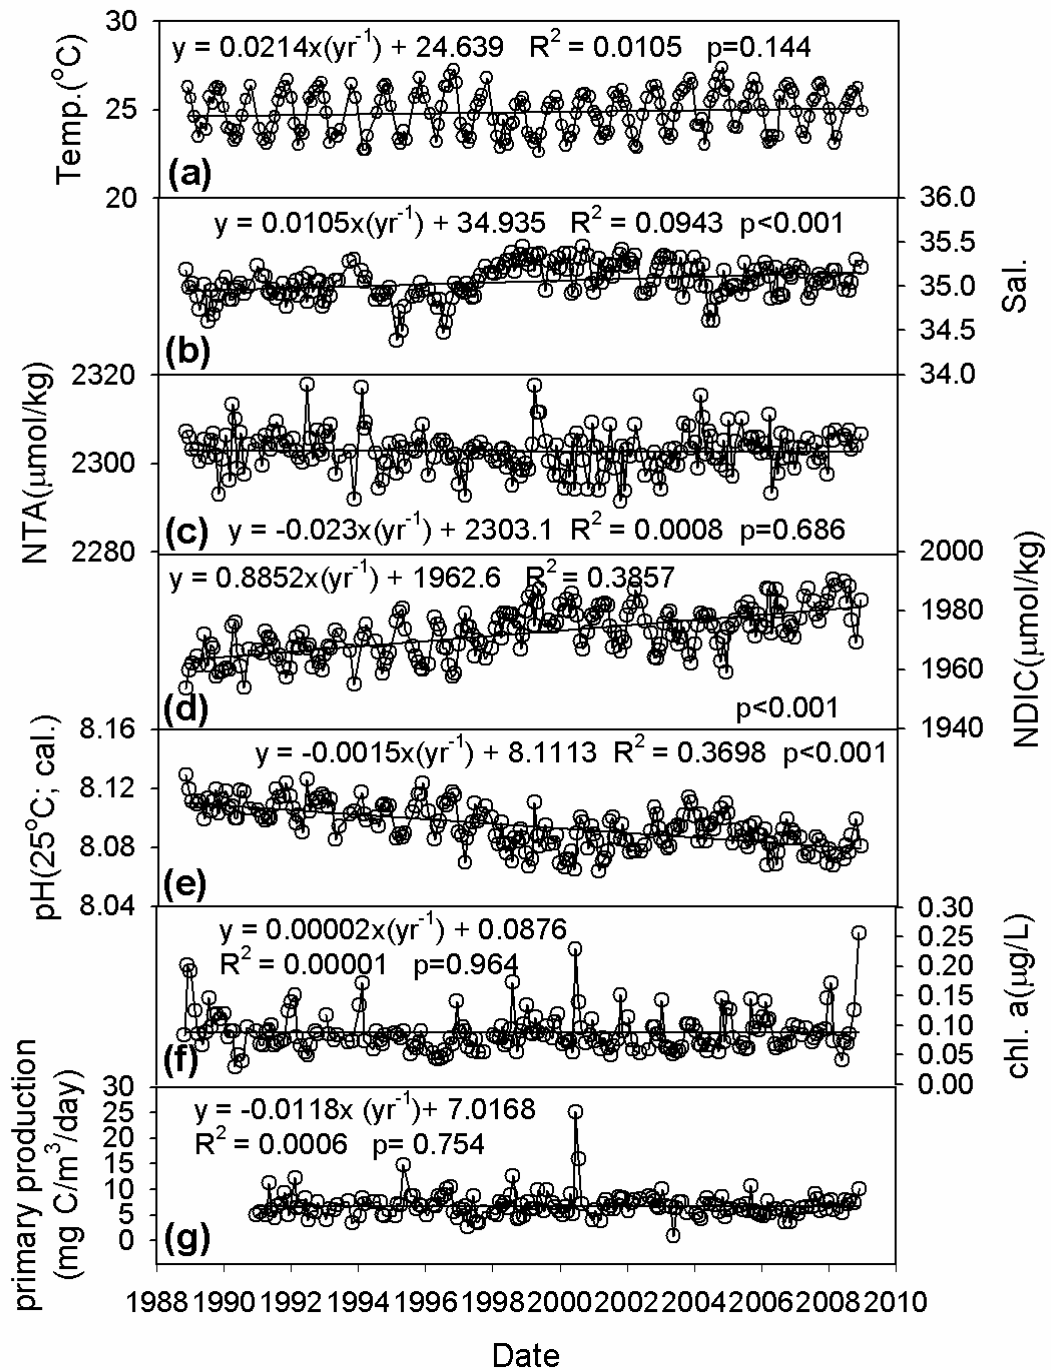 30
y = 0.0214x(yr⁻¹) + 24.639 R² = 0.0105 p=0.144
Temp.(°C)
25
20
(a)
36.0
y = 0.0105x(yr⁻¹) + 34.935 R² = 0.0943 p<0.001
35.5
35.0
Sal.
34.5
34.0
(b)
2320
NTA(μmol/kg)
2300
2280
(c)
y = -0.023x(yr⁻¹) + 2303.1 R² = 0.0008 p=0.686
2000
y = 0.8852x(yr⁻¹) + 1962.6 R² = 0.3857
1980
NDIC(μmol/kg)
1960
(d)
p<0.001
1940
8.16
y = -0.0015x(yr⁻¹) + 8.1113 R² = 0.3698 p<0.001
8.12
pH(25°C; cal.)
8.08
(e)
8.04
0.30
y = 0.00002x(yr⁻¹) + 0.0876
0.25
R² = 0.00001 p=0.964
0.20
chl. a(μg/L)
0.15
0.10
0.05
(f)
0.00
30
y = -0.0118x (yr⁻¹)+ 7.0168
25
R² = 0.0006 p= 0.754
20
primary production
(mg C/m³/day)
15
10
5
0
(g)
1988 1990 1992 1994 1996 1998 2000 2002 2004 2006 2008 2010
Date